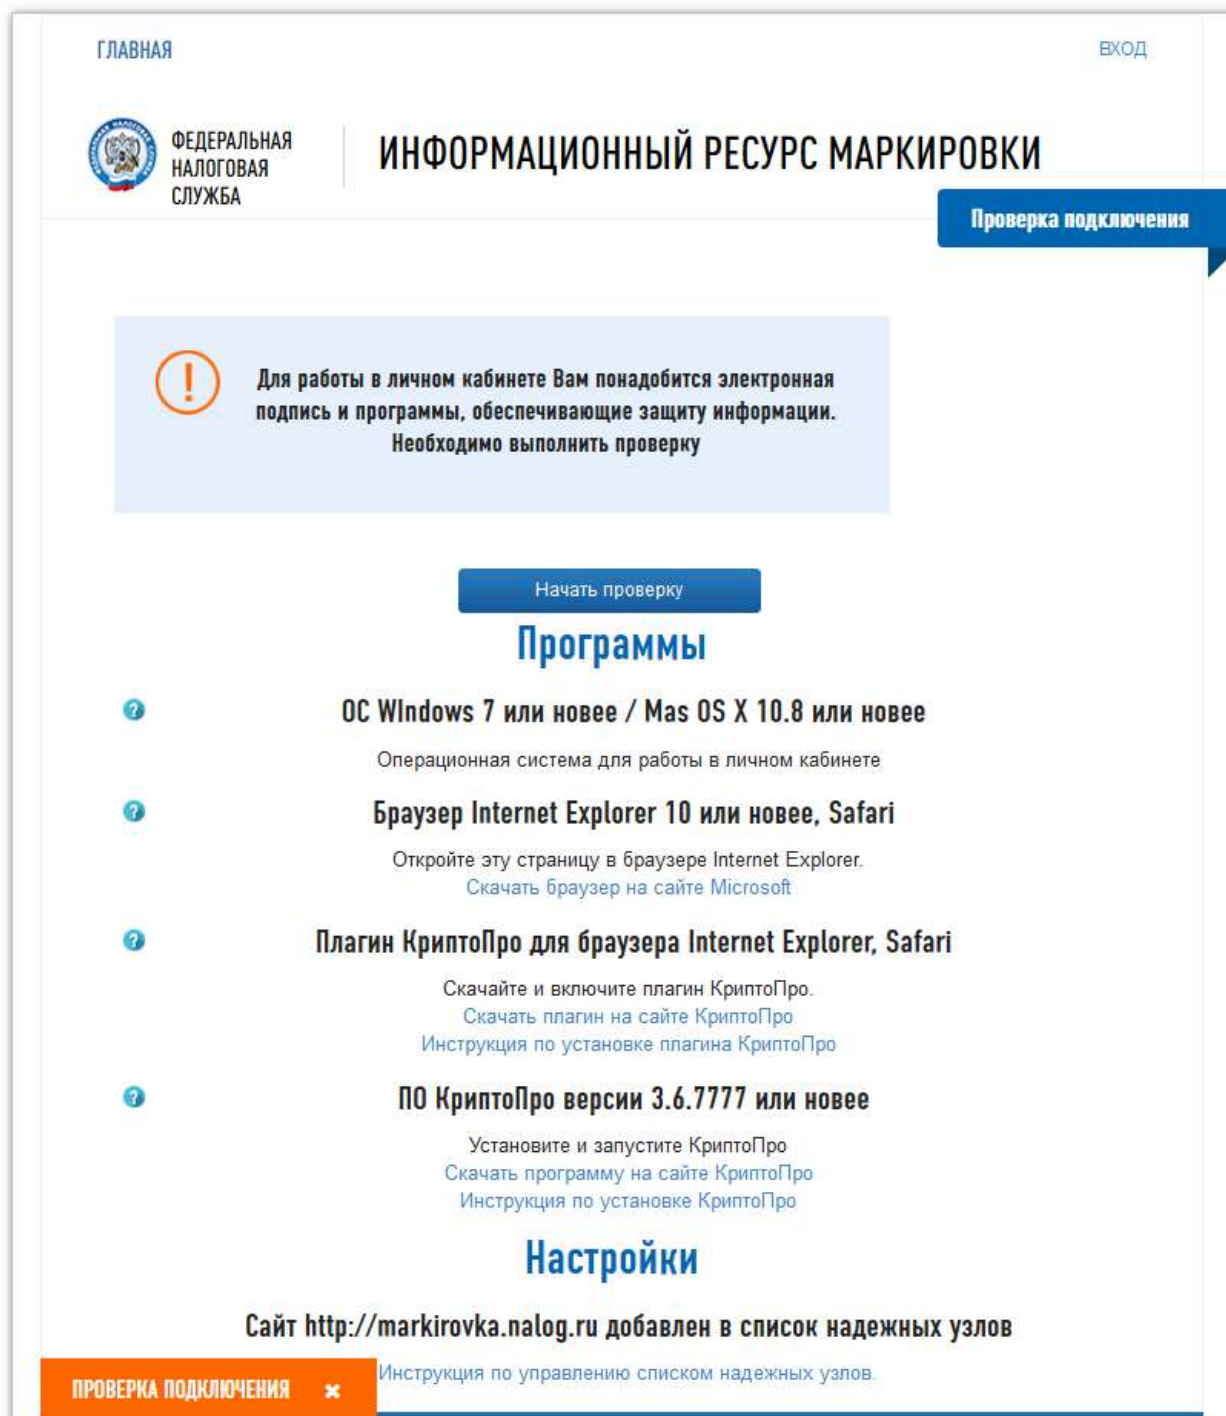 ГЛАВНАЯ
ВХОД
ФЕДЕРАЛЬНАЯ
НАЛОГОВАЯ
СЛУЖБА
ИНФОРМАЦИОННЫЙ РЕСУРС МАРКИРОВКИ
Проверка подключения
!
Для работы в личном кабинете Вам понадобится электронная
подпись и программы, обеспечивающие защиту информации.
Необходимо выполнить проверку
Начать проверку
Программы
? ОС WIndows 7 или новее / Mas OS X 10.8 или новее
Операционная система для работы в личном кабинете
? Браузер Internet Explorer 10 или новее, Safari
Откройте эту страницу в браузере Internet Explorer.
Скачать браузер на сайте Microsoft
? Плагин КриптоПро для браузера Internet Explorer, Safari
Скачайте и включите плагин КриптоПро.
Скачать плагин на сайте КриптоПро
Инструкция по установке плагина КриптоПро
? ПО КриптоПро версии 3.6.7777 или новее
Установите и запустите КриптоПро
Скачать программу на сайте КриптоПро
Инструкция по установке КриптоПро
Настройки
Сайт http://markirovka.nalog.ru добавлен в список надежных узлов
Инструкция по управлению списком надежных узлов.
ПРОВЕРКА ПОДКЛЮЧЕНИЯ ×